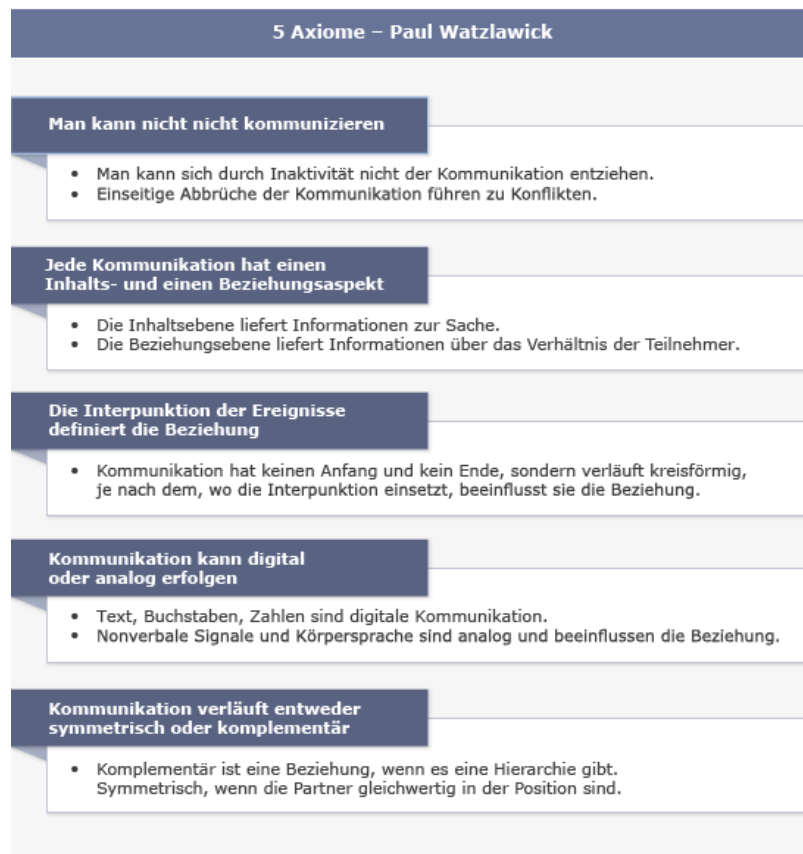 5 Axiome – Paul Watzlawick
Man kann nicht nicht kommunizieren
• Man kann sich durch Inaktivität nicht der Kommunikation entziehen.
• Einseitige Abbrüche der Kommunikation führen zu Konflikten.
Jede Kommunikation hat einen
Inhalts- und einen Beziehungsaspekt
• Die Inhaltsebene liefert Informationen zur Sache.
• Die Beziehungsebene liefert Informationen über das Verhältnis der Teilnehmer.
Die Interpunktion der Ereignisse
definiert die Beziehung
• Kommunikation hat keinen Anfang und kein Ende, sondern verläuft kreisförmig,
je nach dem, wo die Interpunktion einsetzt, beeinflusst sie die Beziehung.
Kommunikation kann digital
oder analog erfolgen
• Text, Buchstaben, Zahlen sind digitale Kommunikation.
• Nonverbale Signale und Körpersprache sind analog und beeinflussen die Beziehung.
Kommunikation verläuft entweder
symmetrisch oder komplementär
• Komplementär ist eine Beziehung, wenn es eine Hierarchie gibt.
Symmetrisch, wenn die Partner gleichwertig in der Position sind.